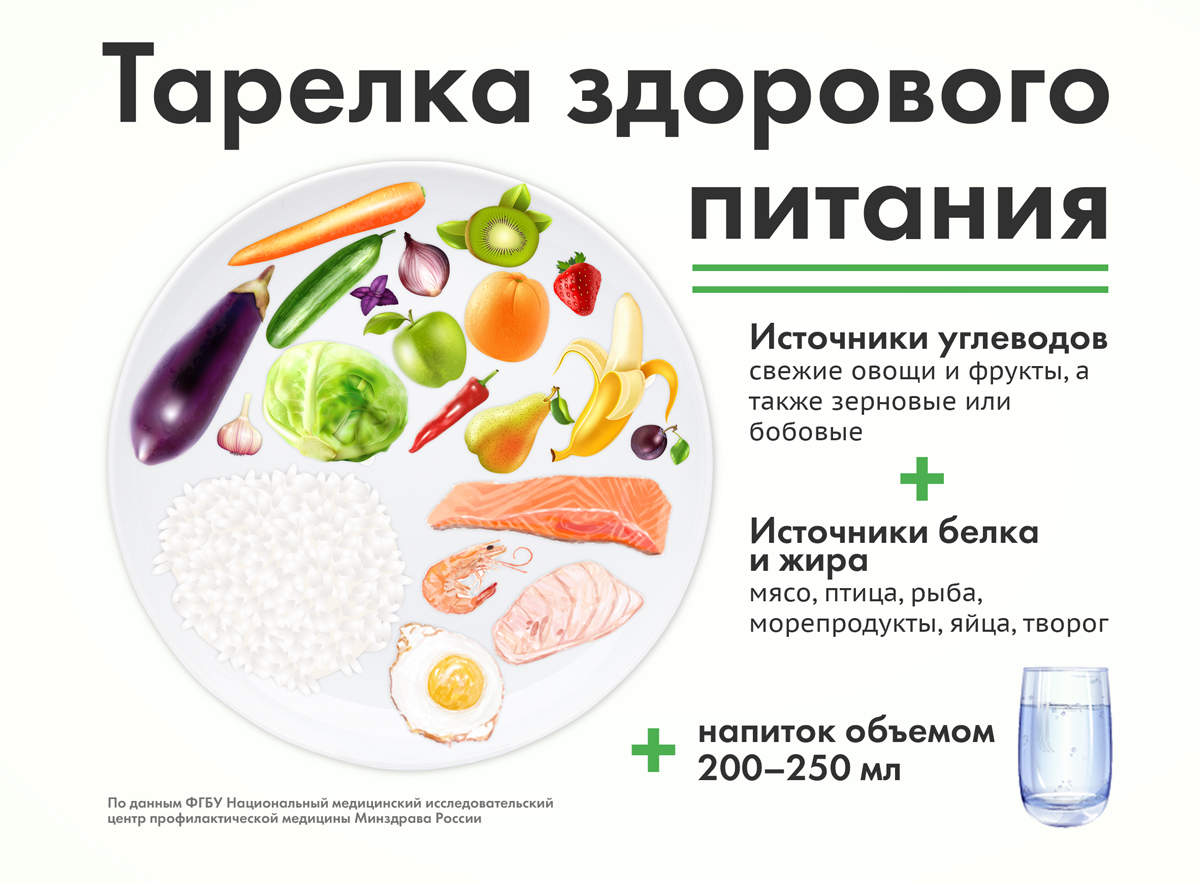 Тарелка здорового
питания
Источники углеводов
свежие овощи и фрукты, а
также зерновые или
бобовые
+
Источники белка
и жира
мясо, птица, рыба,
морепродукты, яйца, творог
+ напиток объемом
200–250 мл
По данным ФГБУ Национальный медицинский исследовательский
центр профилактической медицины Минздрава России